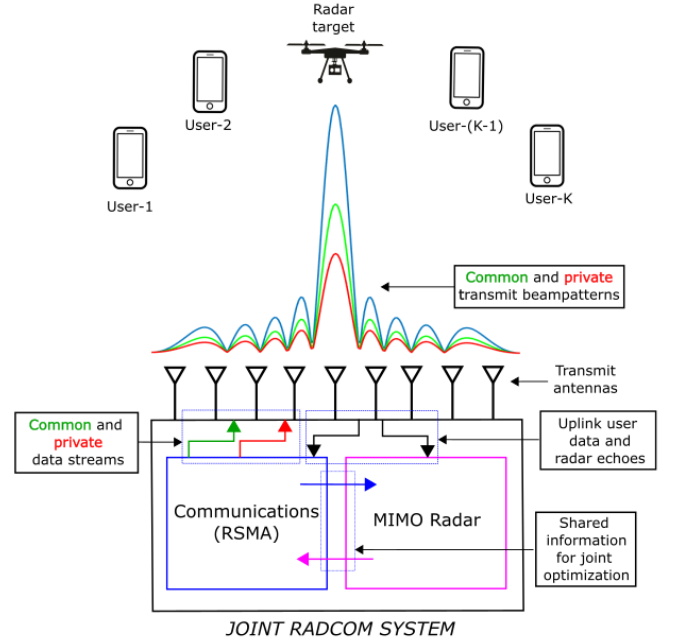 Radar
target
User-2
User-(K-1)
User-1
User-K
Common and private
transmit beampatterns
Transmit
antennas
Common and
private
data streams
Uplink user
data and
radar echoes
Communications
(RSMA)
MIMO Radar
Shared
information
for joint
optimization
JOINT RADCOM SYSTEM